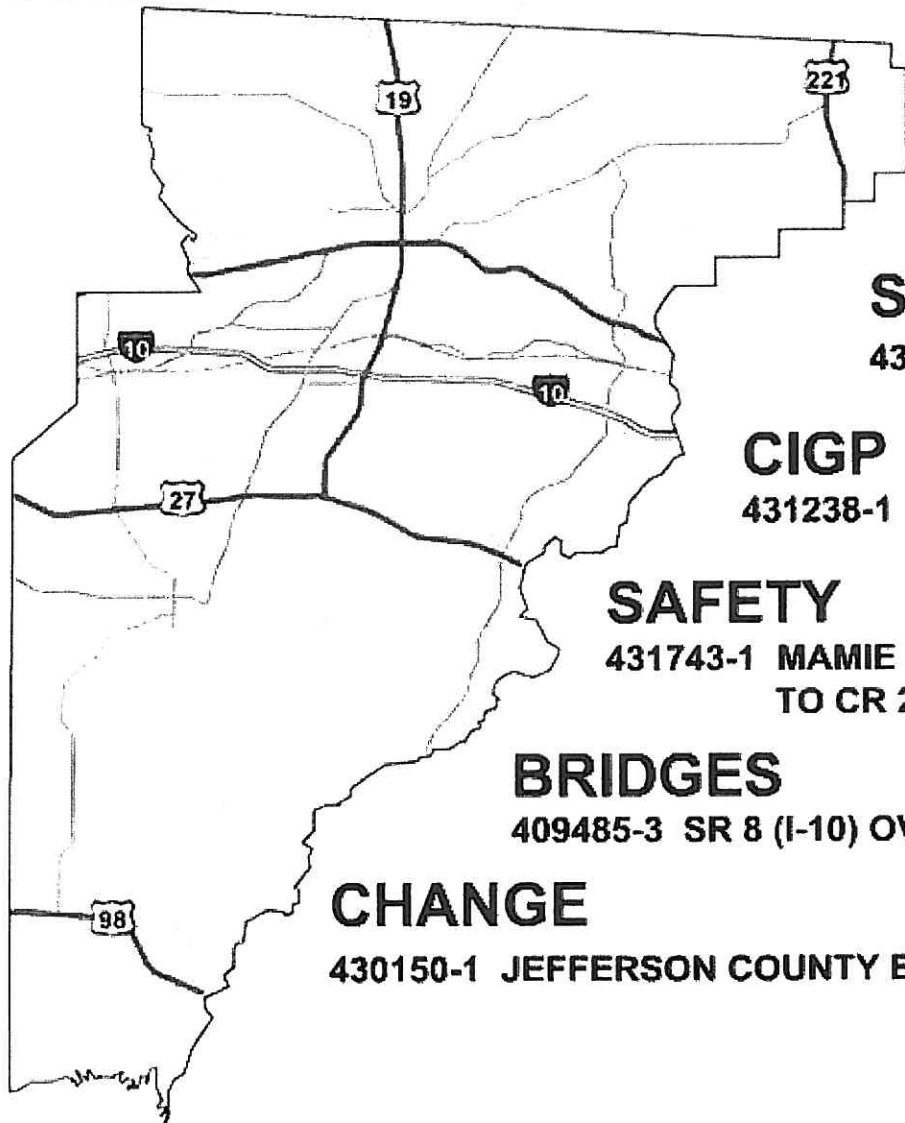 19
221
10
10
27
98
S
43
CIGP
431238-1
SAFETY
431743-1 MAMIE
TO CR 2
BRIDGES
409485-3 SR 8 (I-10) OV
CHANGE
430150-1 JEFFERSON COUNTY B